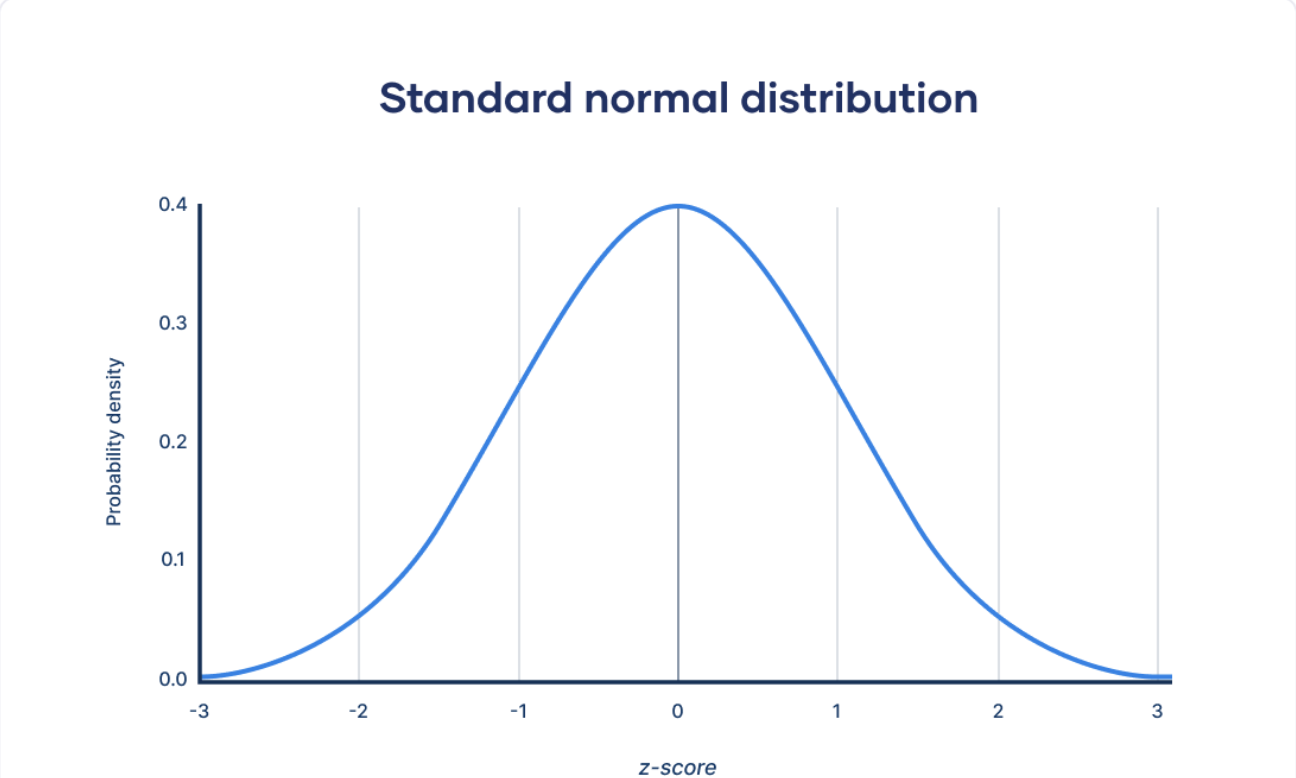 Standard normal distribution
0.4
0.3
0.2
0.1
0.0
Probability density
-3 -2 -1 0 1 2 3
z-score